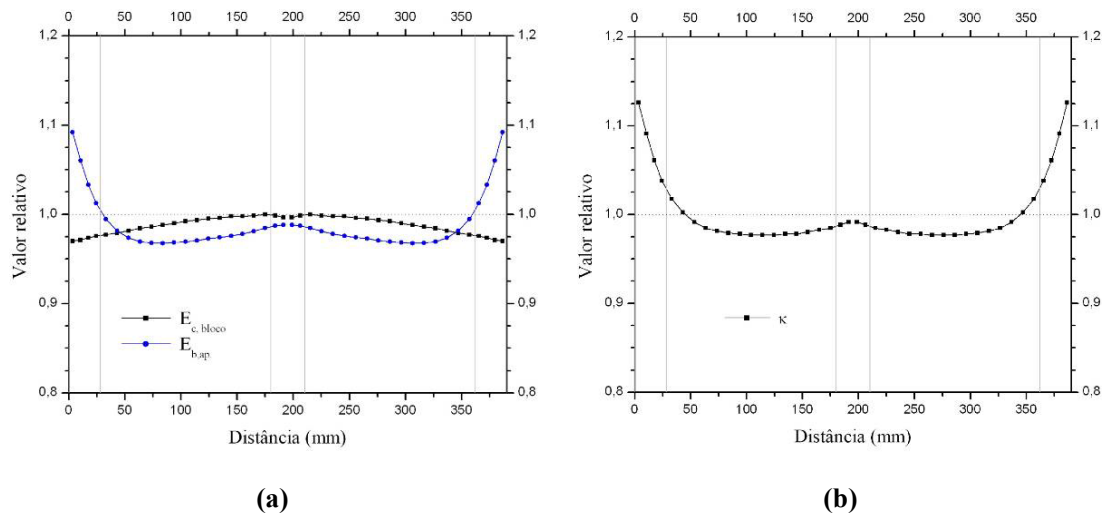 0 50 100 150 200 250 300 350
1,2 1,2
1,1 1,1
1,0 1,0
0,9 0,9
0,8 0,8
Valor relativo
E c, bloco
E b,ap
0 50 100 150 200 250 300 350
Distância (mm)
(a)
0 50 100 150 200 250 300 350
1,2 1,2
1,1 1,1
1,0 1,0
0,9 0,9
0,8 0,8
Valor relativo
κ
0 50 100 150 200 250 300 350
Distância (mm)
(b)